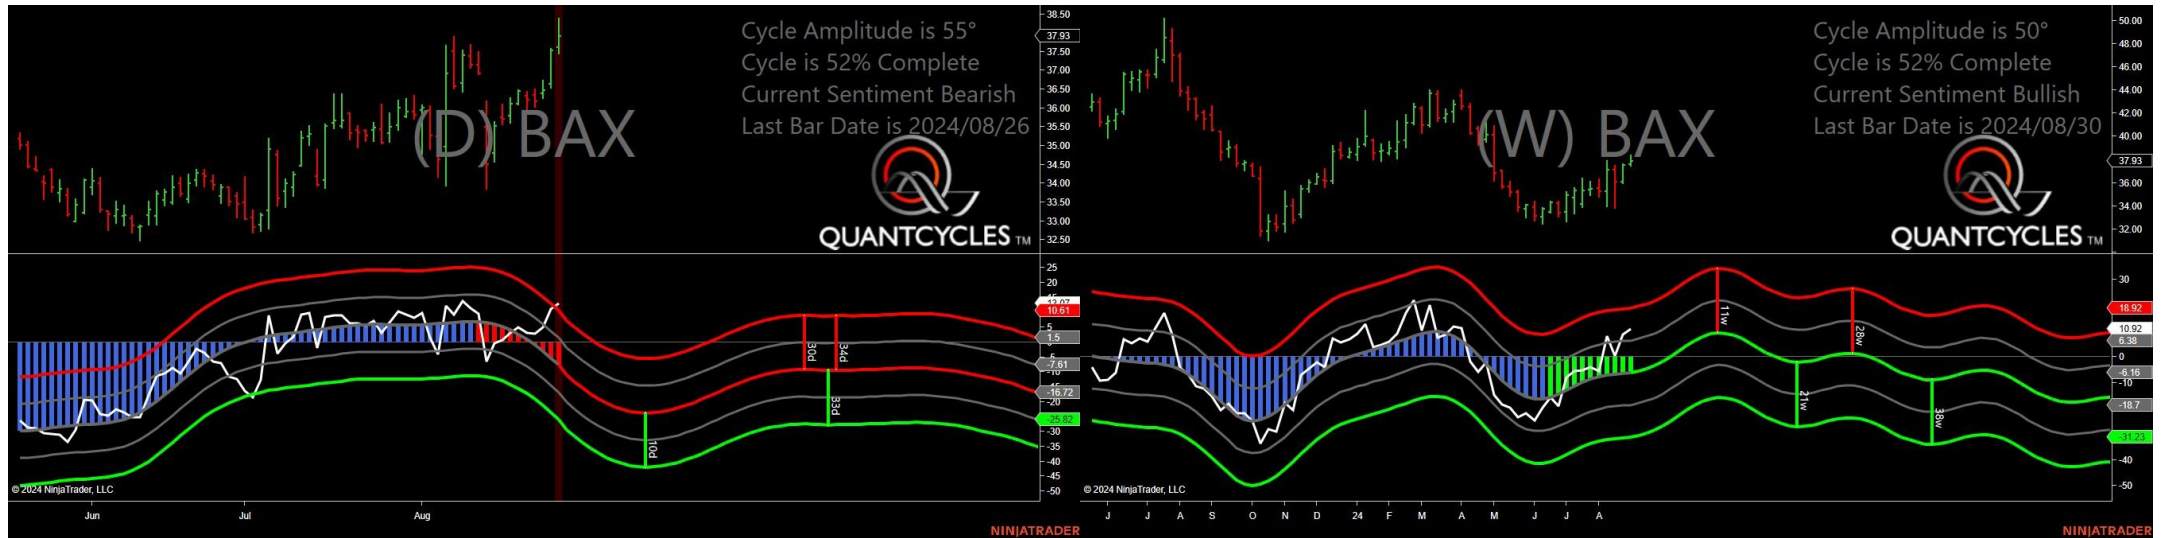 Cycle Amplitude is 55°
Cycle is 52% Complete
Current Sentiment Bearish
Last Bar Date is 2024/08/26
(D) BAX
QUANTCYCLES TM
38.50
37.93
37.50
37.00
36.50
36.00
35.50
35.00
34.50
34.00
33.50
33.00
32.50
25
20
13.07
10.61
5
1.5
-5
-7.61
-10
-15
-16.72
-20
-25.82
-30
-35
-40
-45
-50
10d
30d
34d
33d
© 2024 NinjaTrader, LLC
Jun
Jul
Aug
NINJATRADER
Cycle Amplitude is 50°
Cycle is 52% Complete
Current Sentiment Bullish
Last Bar Date is 2024/08/30
(W) BAX
QUANTCYCLES TM
50.00
48.00
46.00
44.00
42.00
40.00
37.93
36.00
34.00
32.00
30
18.92
10.92
6.38
0
-6.16
-10
-18.7
-31.23
-40
-50
11w
28w
21w
38w
© 2024 NinjaTrader, LLC
J
J
A
S
O
N
D
24
F
M
A
M
J
J
A
NINJATRADER